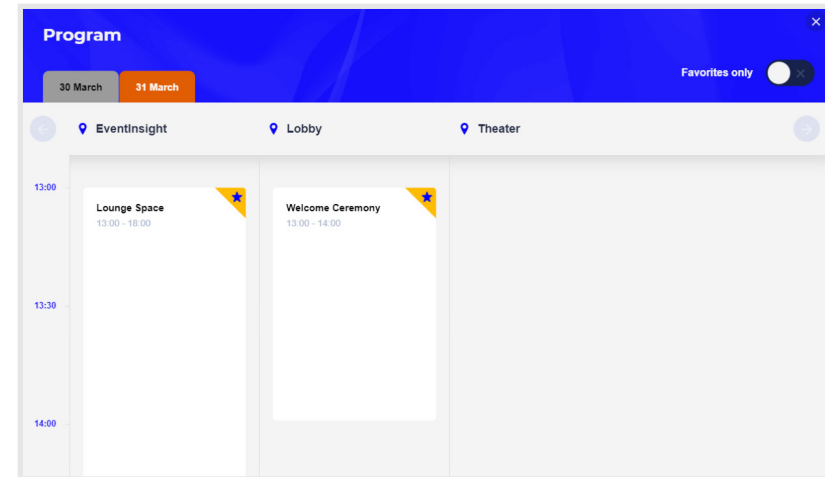 Program
30 March
31 March
Favorites only
EventInsight
Lobby
Theater
13:00
Lounge Space
13:00 - 18:00
Welcome Ceremony
13:00 - 14:00
13:30
14:00